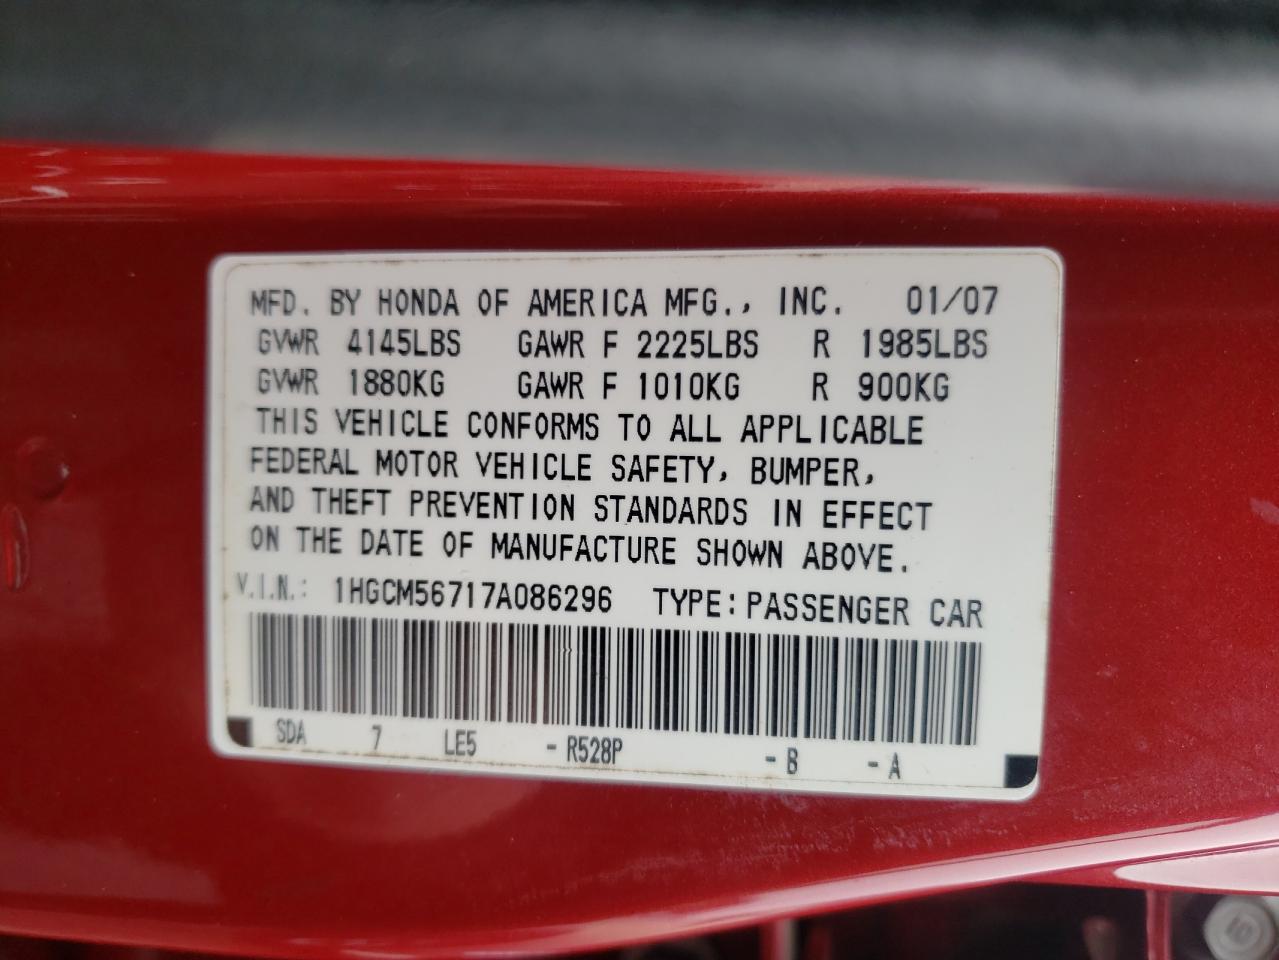 MFD. BY HONDA OF AMERICA MFG., INC. 01/07
GVWR 4145LBS GAWR F 2225LBS R 1985LBS
GVWR 1880KG GAWR F 1010KG R 900KG
THIS VEHICLE CONFORMS TO ALL APPLICABLE
FEDERAL MOTOR VEHICLE SAFETY, BUMPER,
AND THEFT PREVENTION STANDARDS IN EFFECT
ON THE DATE OF MANUFACTURE SHOWN ABOVE.
V.I.N.: 1HGCM56717A086296 TYPE:PASSENGER CAR
SDA 7 LE5 -R528P -B -A